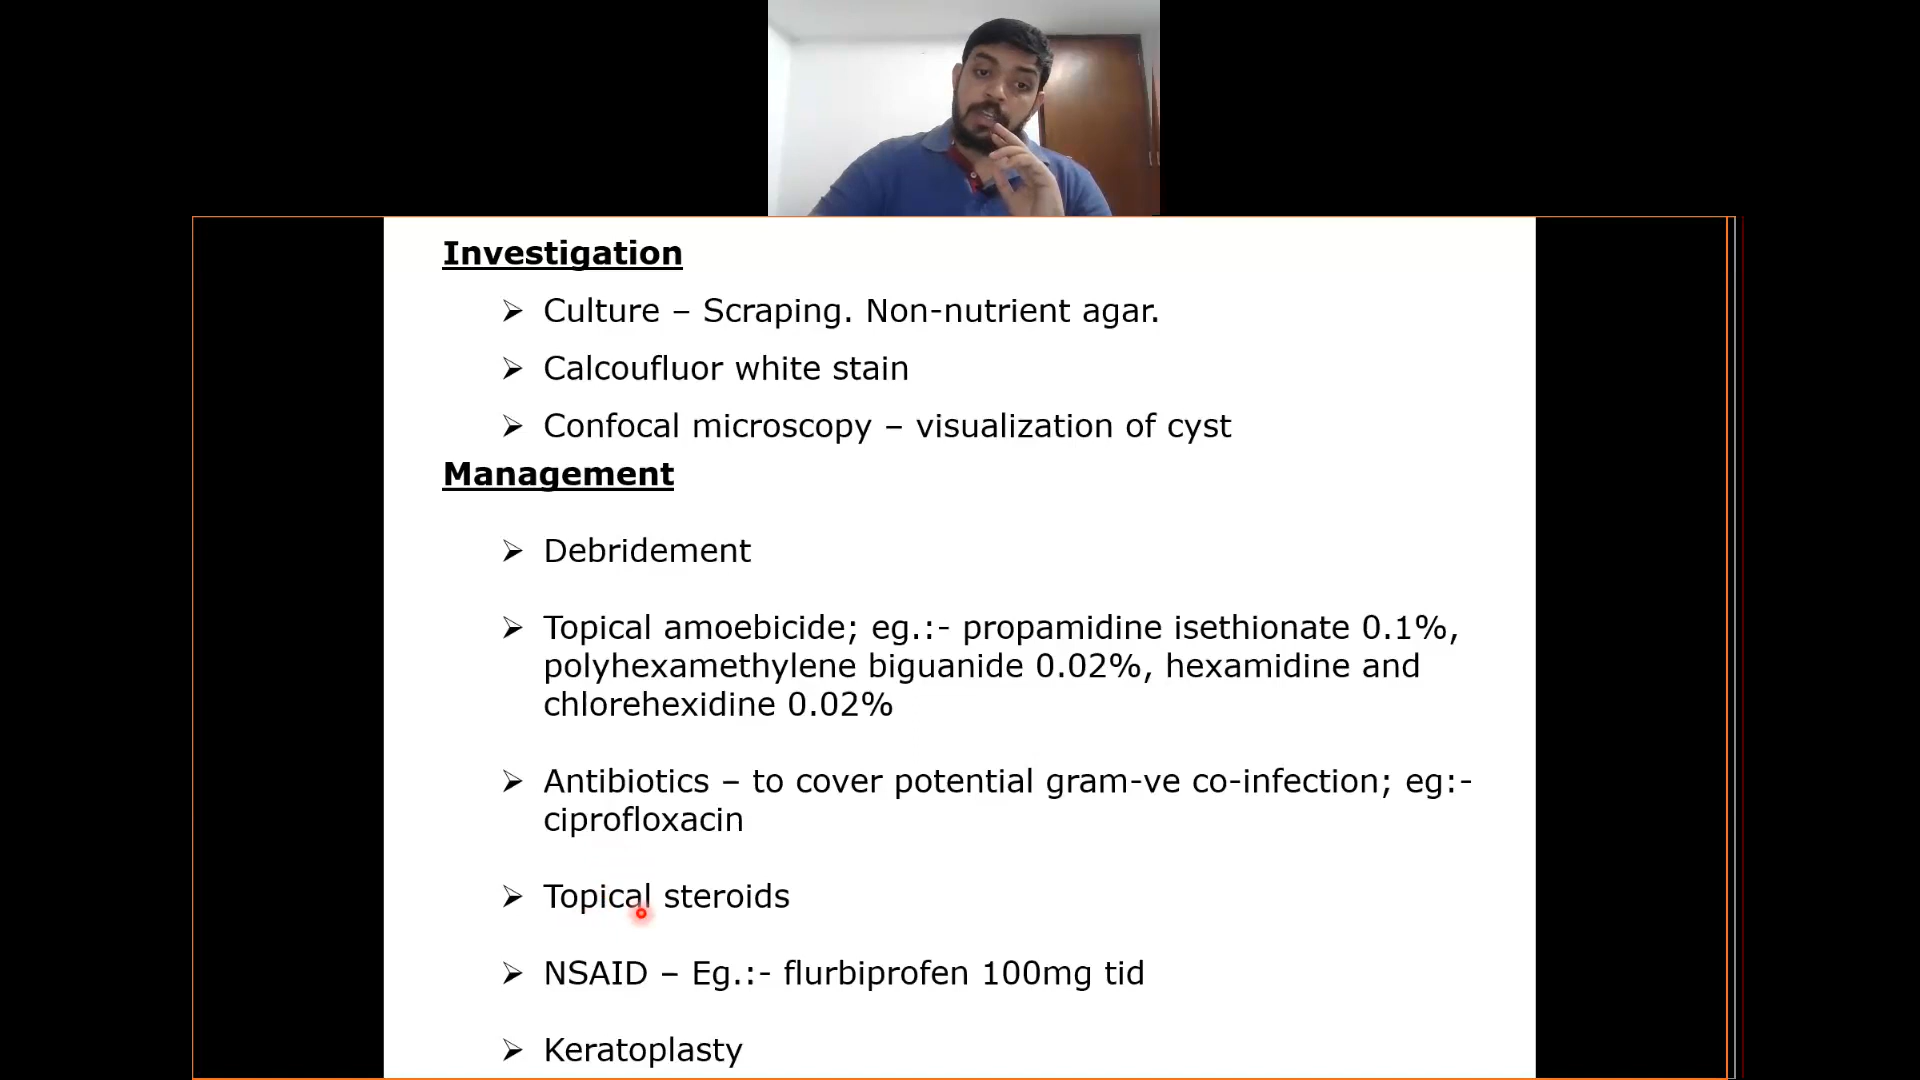 Investigation
➢ Culture – Scraping. Non-nutrient agar.
➢ Calcoufluor white stain
➢ Confocal microscopy – visualization of cyst
Management
➢ Debridement
➢ Topical amoebicide; eg.:- propamidine isethionate 0.1%,
polyhexamethylene biguanide 0.02%, hexamidine and
chlorehexidine 0.02%
➢ Antibiotics – to cover potential gram-ve co-infection; eg:-
ciprofloxacin
➢ Topical steroids
➢ NSAID – Eg.:- flurbiprofen 100mg tid
➢ Keratoplasty